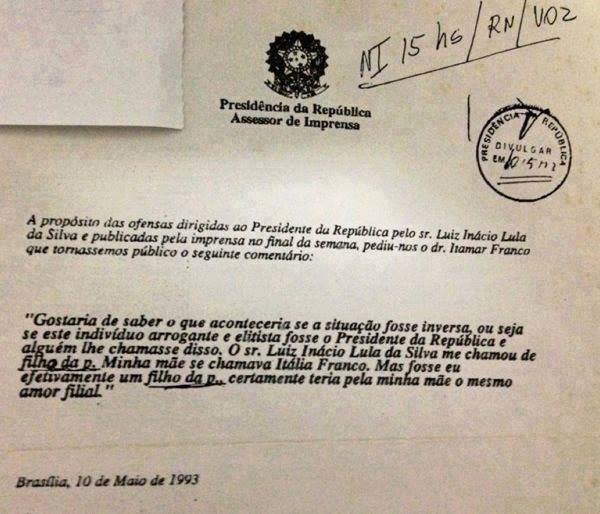 NI 15 hs/RN/VOZ
Presidência da República
Assessor de Imprensa
PRESIDÊNCIA DA REPÚBLICA
DIVULGAR
EM
A propósito das ofensas dirigidas ao Presidente da República pelo sr. Luiz Inácio Lula
da Silva e publicadas pela imprensa no final da semana, pediu-nos o dr. Itamar Franco
que tornassemos público o seguinte comentário:
"Gostaria de saber o que aconteceria se a situação fosse inversa, ou seja
se este indivíduo arrogante e elitista fosse o Presidente da República e
alguém lhe chamasse disso. O sr. Luiz Inácio Lula da Silva me chamou de
filho da p. Minha mãe se chamava Itália Franco. Mas fosse eu
efetivamente um filho da p., certamente teria pela minha mãe o mesmo
amor filial."
Brasília, 10 de Maio de 1993